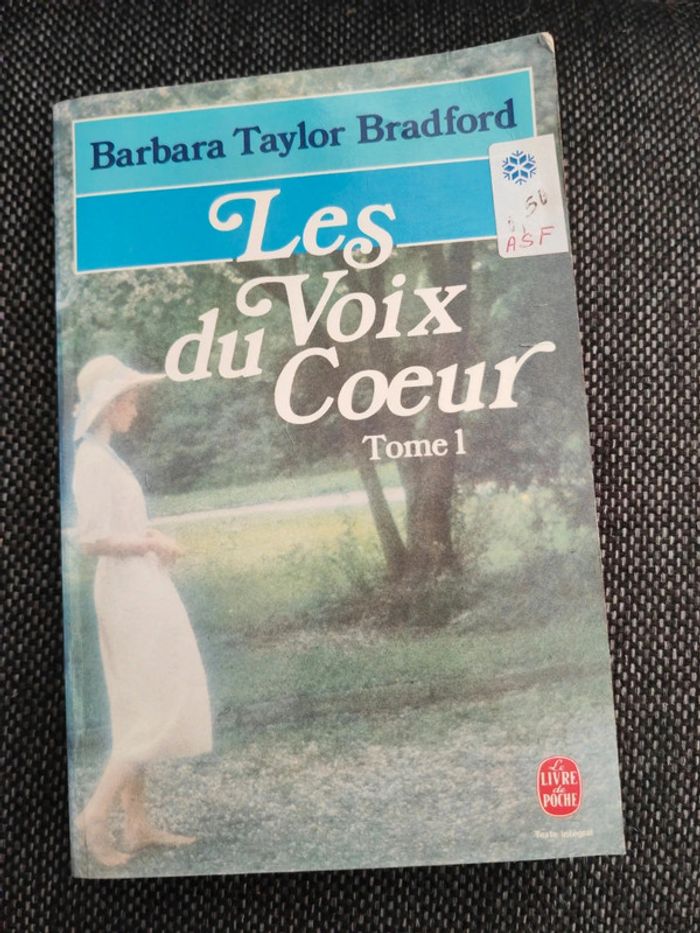 Barbara Taylor Bradford
Les
du Voix
Coeur
Tome 1
ASF
Le
LIVRE
de
POCHE
Texte intégral